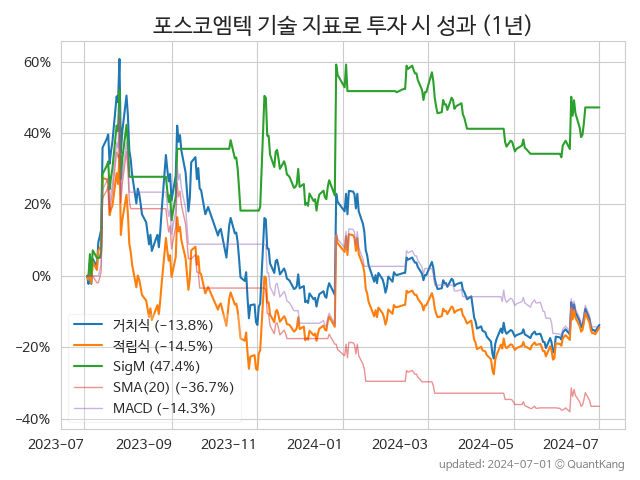 포스코엠텍 기술 지표로 투자 시 성과 (1년)
60%
40%
20%
0%
−20%
−40%
거치식 (−13.8%)
적립식 (−14.5%)
SigM (47.4%)
SMA(20) (−36.7%)
MACD (−14.3%)
2023-07
2023-09
2023-11
2024-01
2024-03
2024-05
2024-07
updated: 2024-07-01 © QuantKang